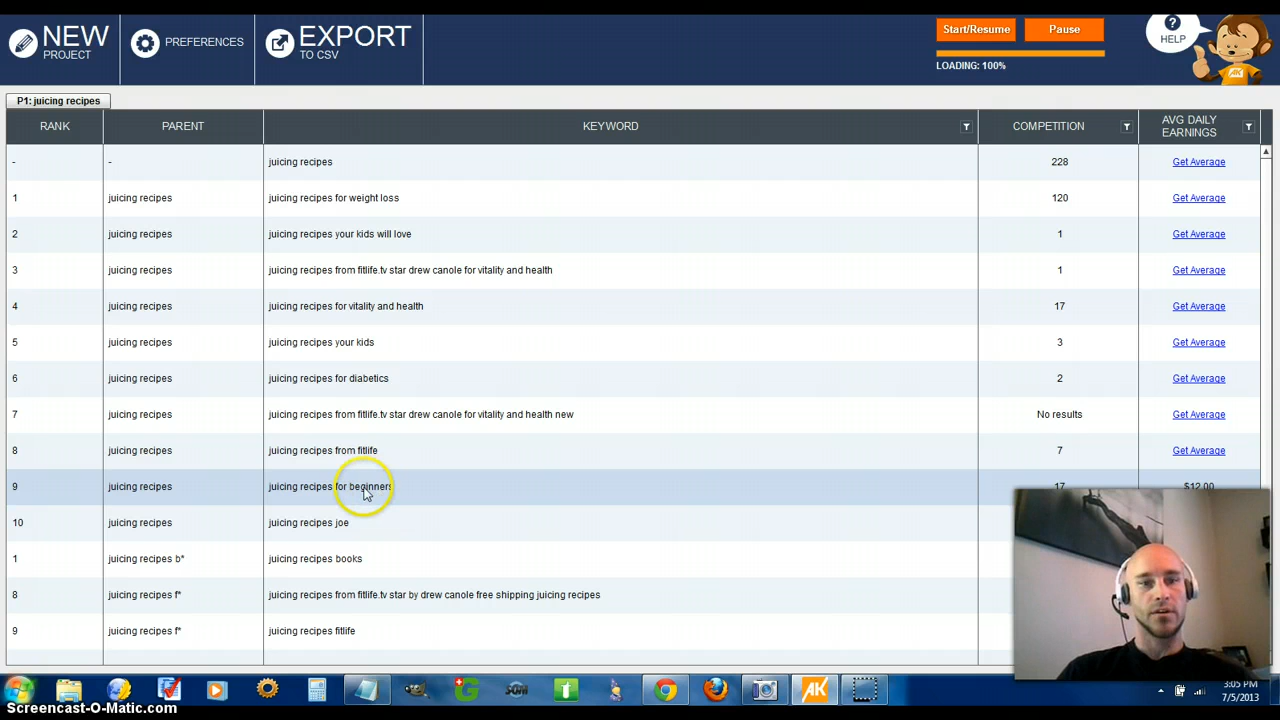 NEW
PROJECT
PREFERENCES
EXPORT
TO CSV
Start/Resume
Pause
LOADING: 100%
?
HELP
AK
P1: juicing recipes
RANK PARENT KEYWORD COMPETITION AVG DAILY EARNINGS
- - juicing recipes 228 Get Average
1 juicing recipes juicing recipes for weight loss 120 Get Average
2 juicing recipes juicing recipes your kids will love 1 Get Average
3 juicing recipes juicing recipes from fitlife.tv star drew canole for vitality and health 1 Get Average
4 juicing recipes juicing recipes for vitality and health 17 Get Average
5 juicing recipes juicing recipes your kids 3 Get Average
6 juicing recipes juicing recipes for diabetics 2 Get Average
7 juicing recipes juicing recipes from fitlife.tv star drew canole for vitality and health new No results Get Average
8 juicing recipes juicing recipes from fitlife 7 Get Average
9 juicing recipes juicing recipes for beginners 17 $12.00
10 juicing recipes juicing recipes joe
1 juicing recipes b* juicing recipes books
8 juicing recipes f* juicing recipes from fitlife.tv star by drew canole free shipping juicing recipes
9 juicing recipes f* juicing recipes fitlife
SOM
AK
3:05 PM
7/5/2013
Screencast-O-Matic.com